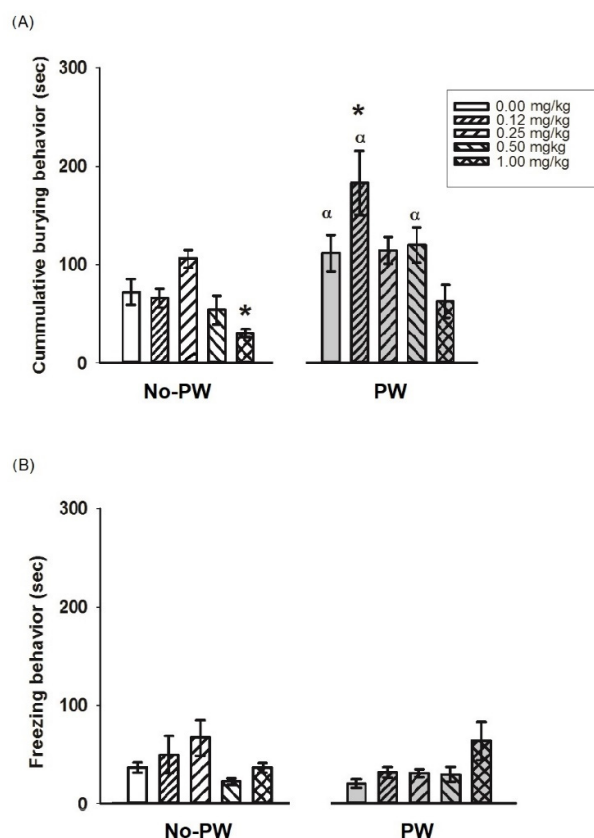 (A)
Cummulative burying behavior (sec)
300
200
100
0
*
*
α
α
α
No-PW
PW
0.00 mg/kg
0.12 mg/kg
0.25 mg/kg
0.50 mgkg
1.00 mg/kg
(B)
Freezing behavior (sec)
300
200
100
0
No-PW
PW